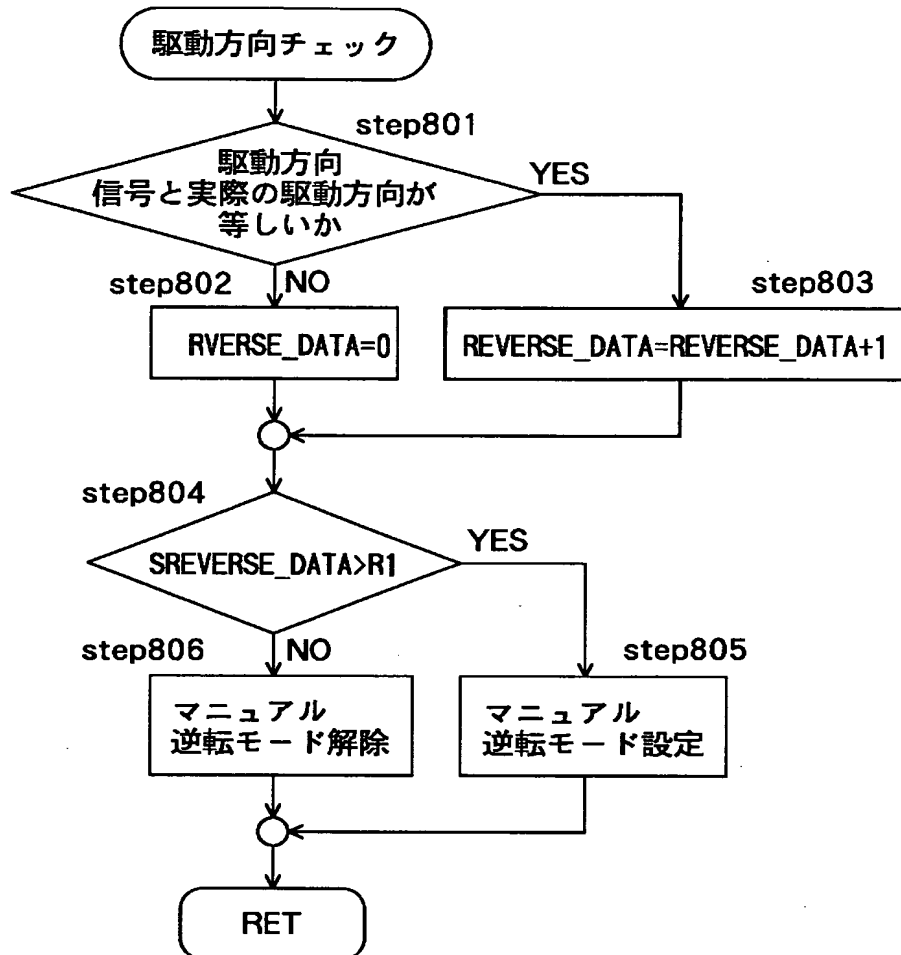 駆動方向チェック
step801
駆動方向
信号と実際の駆動方向が
等しいか
YES
step802
NO
step803
RVERSE_DATA=0
REVERSE_DATA=REVERSE_DATA+1
step804
SREVERSE_DATA>R1
YES
step806
NO
step805
マニュアル
逆転モード解除
マニュアル
逆転モード設定
RET